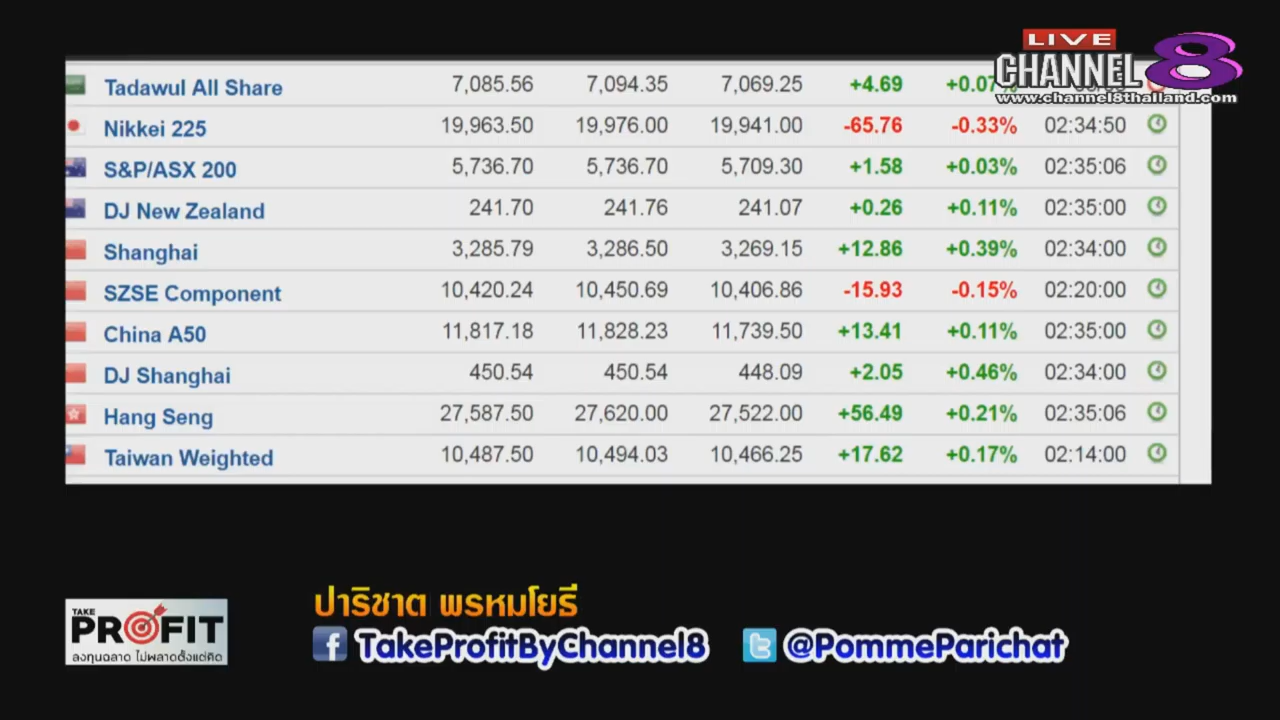 LIVE
CHANNEL 8
www.channel8thailand.com
Tadawul All Share 7,085.56 7,094.35 7,069.25 +4.69 +0.07%
Nikkei 225 19,963.50 19,976.00 19,941.00 -65.76 -0.33% 02:34:50
S&P/ASX 200 5,736.70 5,736.70 5,709.30 +1.58 +0.03% 02:35:06
DJ New Zealand 241.70 241.76 241.07 +0.26 +0.11% 02:35:00
Shanghai 3,285.79 3,286.50 3,269.15 +12.86 +0.39% 02:34:00
SZSE Component 10,420.24 10,450.69 10,406.86 -15.93 -0.15% 02:20:00
China A50 11,817.18 11,828.23 11,739.50 +13.41 +0.11% 02:35:00
DJ Shanghai 450.54 450.54 448.09 +2.05 +0.46% 02:34:00
Hang Seng 27,587.50 27,620.00 27,522.00 +56.49 +0.21% 02:35:06
Taiwan Weighted 10,487.50 10,494.03 10,466.25 +17.62 +0.17% 02:14:00
TAKE
PROFIT
ลงทุนฉลาด ไม่พลาดตั้งแต่คิด
ปาริชาต พรหมโยธี
f TakeProfitByChannel8 t @PommeParichat